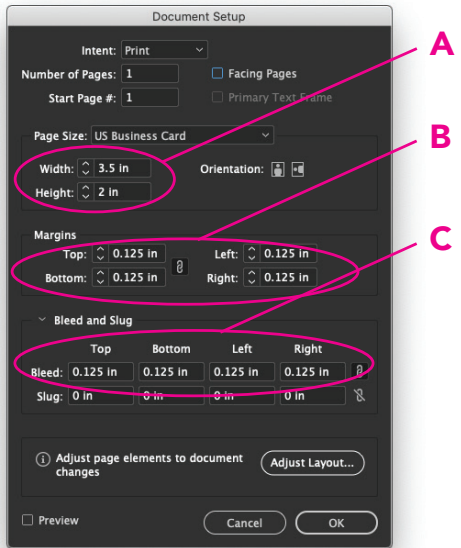 Document Setup
A
Intent: Print
Number of Pages: 1 Facing Pages
Start Page #: 1 Primary Text Frame
B
Page Size: US Business Card
Width: 3.5 in Orientation:
Height: 2 in
C
Margins
Top: 0.125 in Left: 0.125 in
Bottom: 0.125 in Right: 0.125 in
Bleed and Slug
Top Bottom Left Right
Bleed: 0.125 in 0.125 in 0.125 in 0.125 in
Slug: 0 in 0 in 0 in 0 in
Adjust page elements to document
changes
Adjust Layout...
Preview Cancel OK